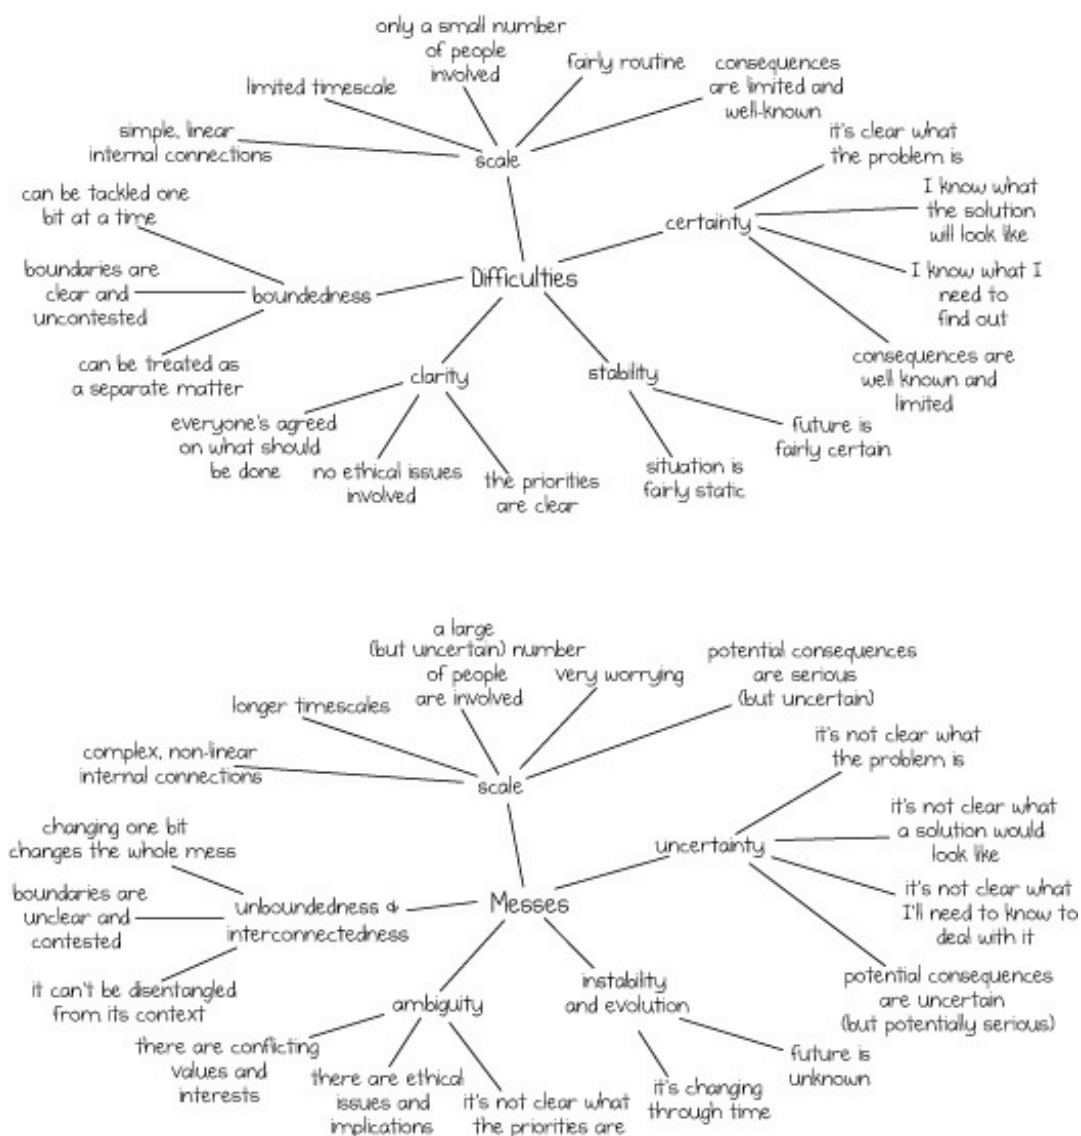 only a small number
of people
involved
fairly routine
consequences
are limited and
well-known
limited timescale
simple, linear
internal connections
scale
it's clear what
the problem is
can be tackled one
bit at a time
I know what
the solution
will look like
certainty
boundaries are
clear and
uncontested
boundedness
Difficulties
I know what I
need to
find out
can be treated as
a separate matter
clarity
stability
consequences are
well known and
limited
everyone's agreed
on what should
be done
no ethical issues
involved
the priorities
are clear
situation is
fairly static
future is
fairly certain
a large
(but uncertain) number
of people
are involved
very worrying
potential consequences
are serious
(but uncertain)
longer timescales
complex, non-linear
internal connections
scale
it's not clear what
the problem is
changing one bit
changes the whole mess
uncertainty
it's not clear what
a solution would
look like
boundaries are
unclear and
contested
unboundedness &
interconnectedness
Messes
it's not clear what
I'll need to know to
deal with it
it can't be disentangled
from its context
ambiguity
instability
and evolution
potential consequences
are uncertain
(but potentially serious)
there are conflicting
values and
interests
there are ethical
issues and
implications
it's not clear what
the priorities are
it's changing
through time
future is
unknown